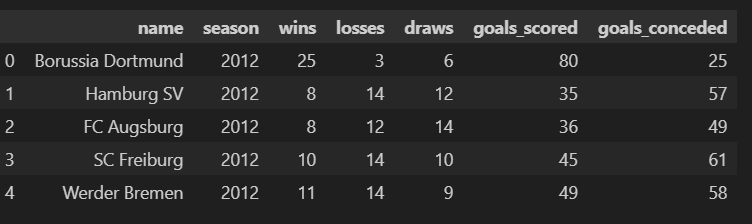 name season wins losses draws goals_scored goals_conceded
0 Borussia Dortmund 2012 25 3 6 80 25
1 Hamburg SV 2012 8 14 12 35 57
2 FC Augsburg 2012 8 12 14 36 49
3 SC Freiburg 2012 10 14 10 45 61
4 Werder Bremen 2012 11 14 9 49 58